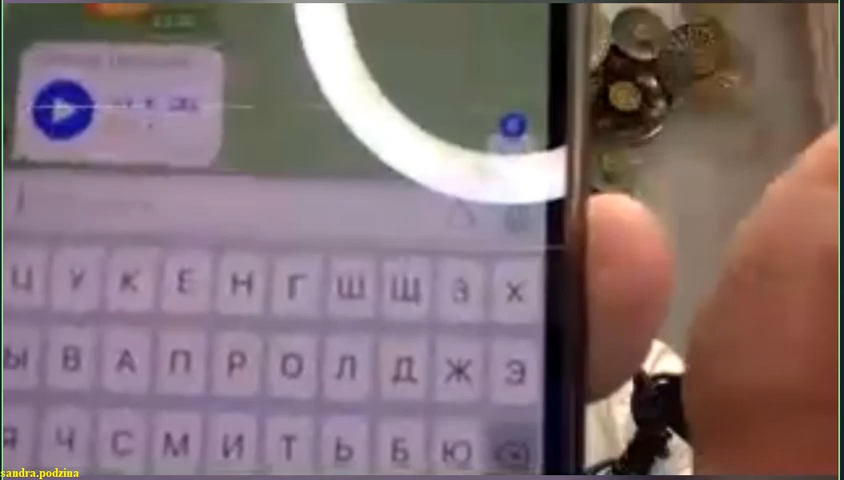 Ц У К Е Н Г Ш Щ З Х
Ы В А П Р О Л Д Ж Э
Я Ч С М И Т Ь Б Ю
sandra.podzina